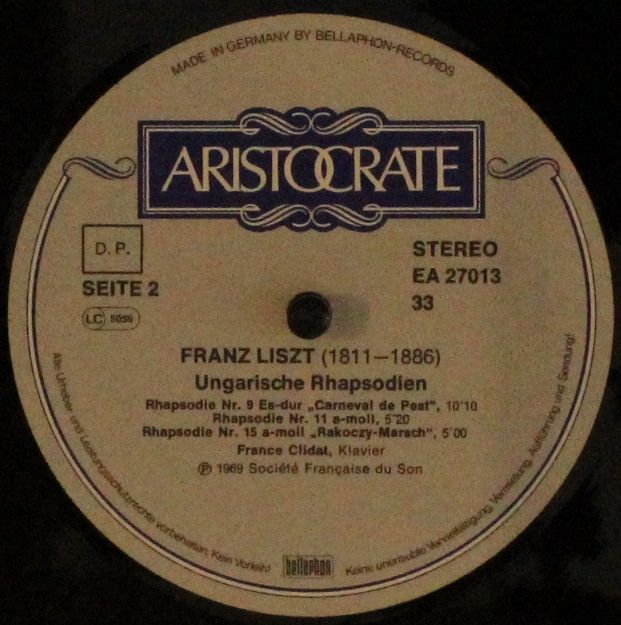 MADE IN GERMANY BY BELLAPHON-RECORDS
ARISTOCRATE
D. P.
STEREO
EA 27013
SEITE 2
33
LC 5056
FRANZ LISZT (1811—1886)
Ungarische Rhapsodien
Rhapsodie Nr. 9 Es-dur „Carneval de Pest", 10'10
Rhapsodie Nr. 11 a-moll, 5'20
Rhapsodie Nr. 15 a-moll „Rakoczy-Marsch", 5'00
France Clidat, Klavier
℗ 1969 Société Française du Son
Alle Urheber- und Leistungsschutzrechte vorbehalten. Kein Verleih!
Keine unerlaubte Vervielfältigung, Vermietung, Aufführung und Sendung!
bellaphon